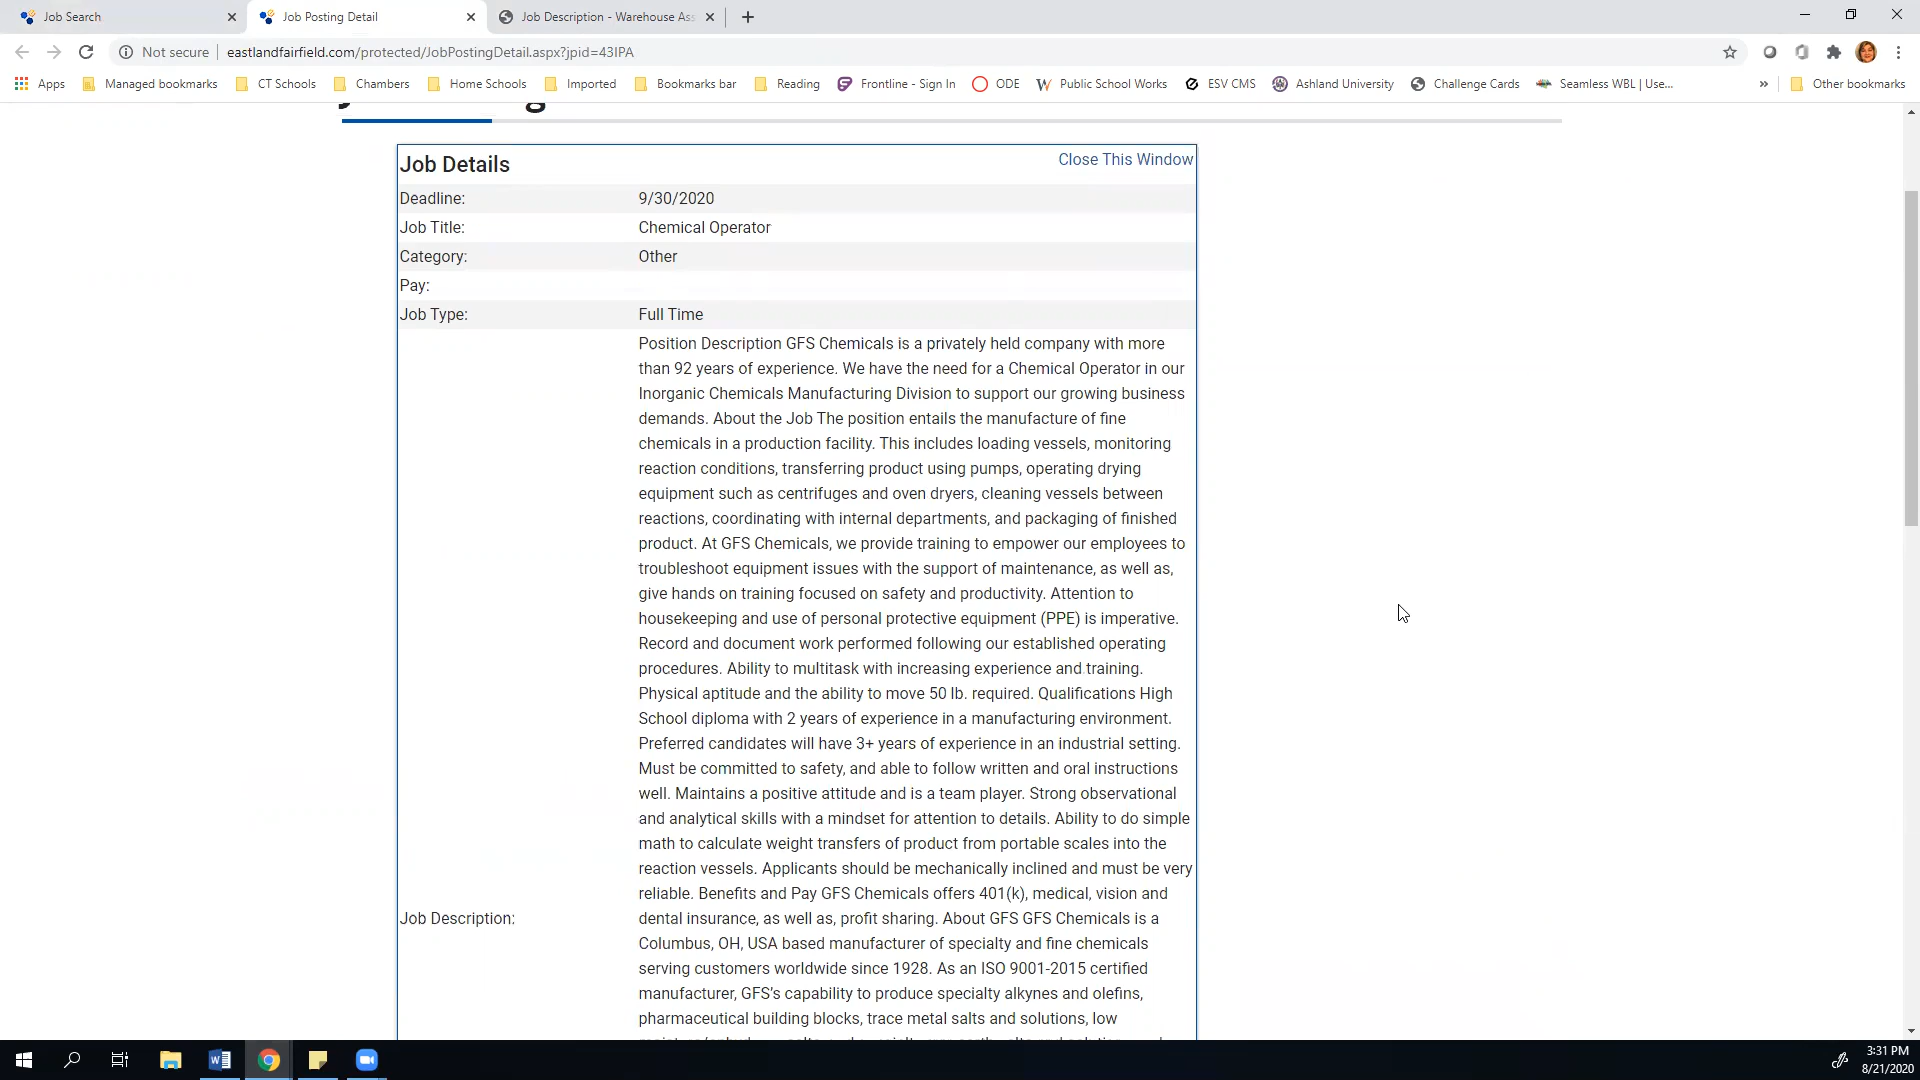 Job Search
Job Posting Detail
Job Description - Warehouse Ass
Not secure
eastlandfairfield.com/protected/JobPostingDetail.aspx?jpid=43IPA
Apps
Managed bookmarks
CT Schools
Chambers
Home Schools
Imported
Bookmarks bar
Reading
Frontline - Sign In
ODE
Public School Works
ESV CMS
Ashland University
Challenge Cards
Seamless WBL | Use...
»
Other bookmarks
Job Details
Close This Window
Deadline: 9/30/2020
Job Title: Chemical Operator
Category: Other
Pay:
Job Type: Full Time
Position Description GFS Chemicals is a privately held company with more
than 92 years of experience. We have the need for a Chemical Operator in our
Inorganic Chemicals Manufacturing Division to support our growing business
demands. About the Job The position entails the manufacture of fine
chemicals in a production facility. This includes loading vessels, monitoring
reaction conditions, transferring product using pumps, operating drying
equipment such as centrifuges and oven dryers, cleaning vessels between
reactions, coordinating with internal departments, and packaging of finished
product. At GFS Chemicals, we provide training to empower our employees to
troubleshoot equipment issues with the support of maintenance, as well as,
give hands on training focused on safety and productivity. Attention to
housekeeping and use of personal protective equipment (PPE) is imperative.
Record and document work performed following our established operating
procedures. Ability to multitask with increasing experience and training.
Physical aptitude and the ability to move 50 lb. required. Qualifications High
School diploma with 2 years of experience in a manufacturing environment.
Preferred candidates will have 3+ years of experience in an industrial setting.
Must be committed to safety, and able to follow written and oral instructions
well. Maintains a positive attitude and is a team player. Strong observational
and analytical skills with a mindset for attention to details. Ability to do simple
math to calculate weight transfers of product from portable scales into the
reaction vessels. Applicants should be mechanically inclined and must be very
reliable. Benefits and Pay GFS Chemicals offers 401(k), medical, vision and
Job Description: dental insurance, as well as, profit sharing. About GFS GFS Chemicals is a
Columbus, OH, USA based manufacturer of specialty and fine chemicals
serving customers worldwide since 1928. As an ISO 9001-2015 certified
manufacturer, GFS's capability to produce specialty alkynes and olefins,
pharmaceutical building blocks, trace metal salts and solutions, low
3:31 PM
8/21/2020